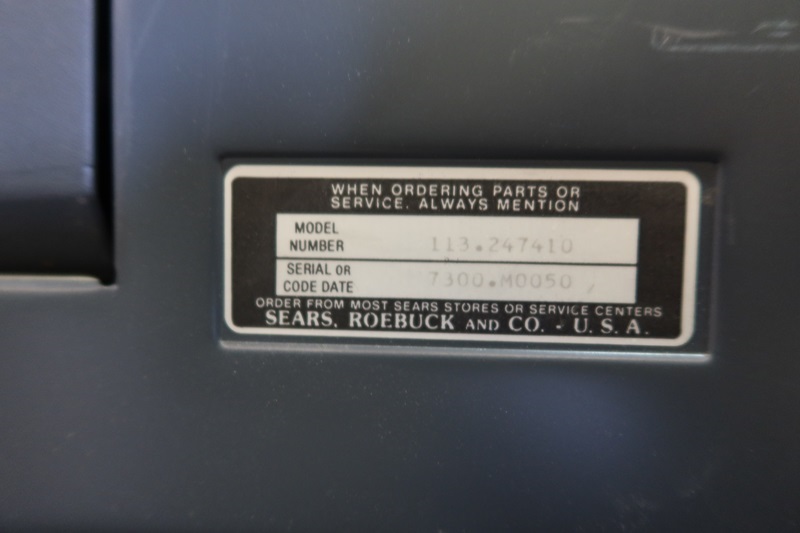 WHEN ORDERING PARTS OR
SERVICE, ALWAYS MENTION
MODEL
NUMBER 113.247410
SERIAL OR
CODE DATE 7300.M0050
ORDER FROM MOST SEARS STORES OR SERVICE CENTERS
SEARS, ROEBUCK AND CO. - U.S.A.